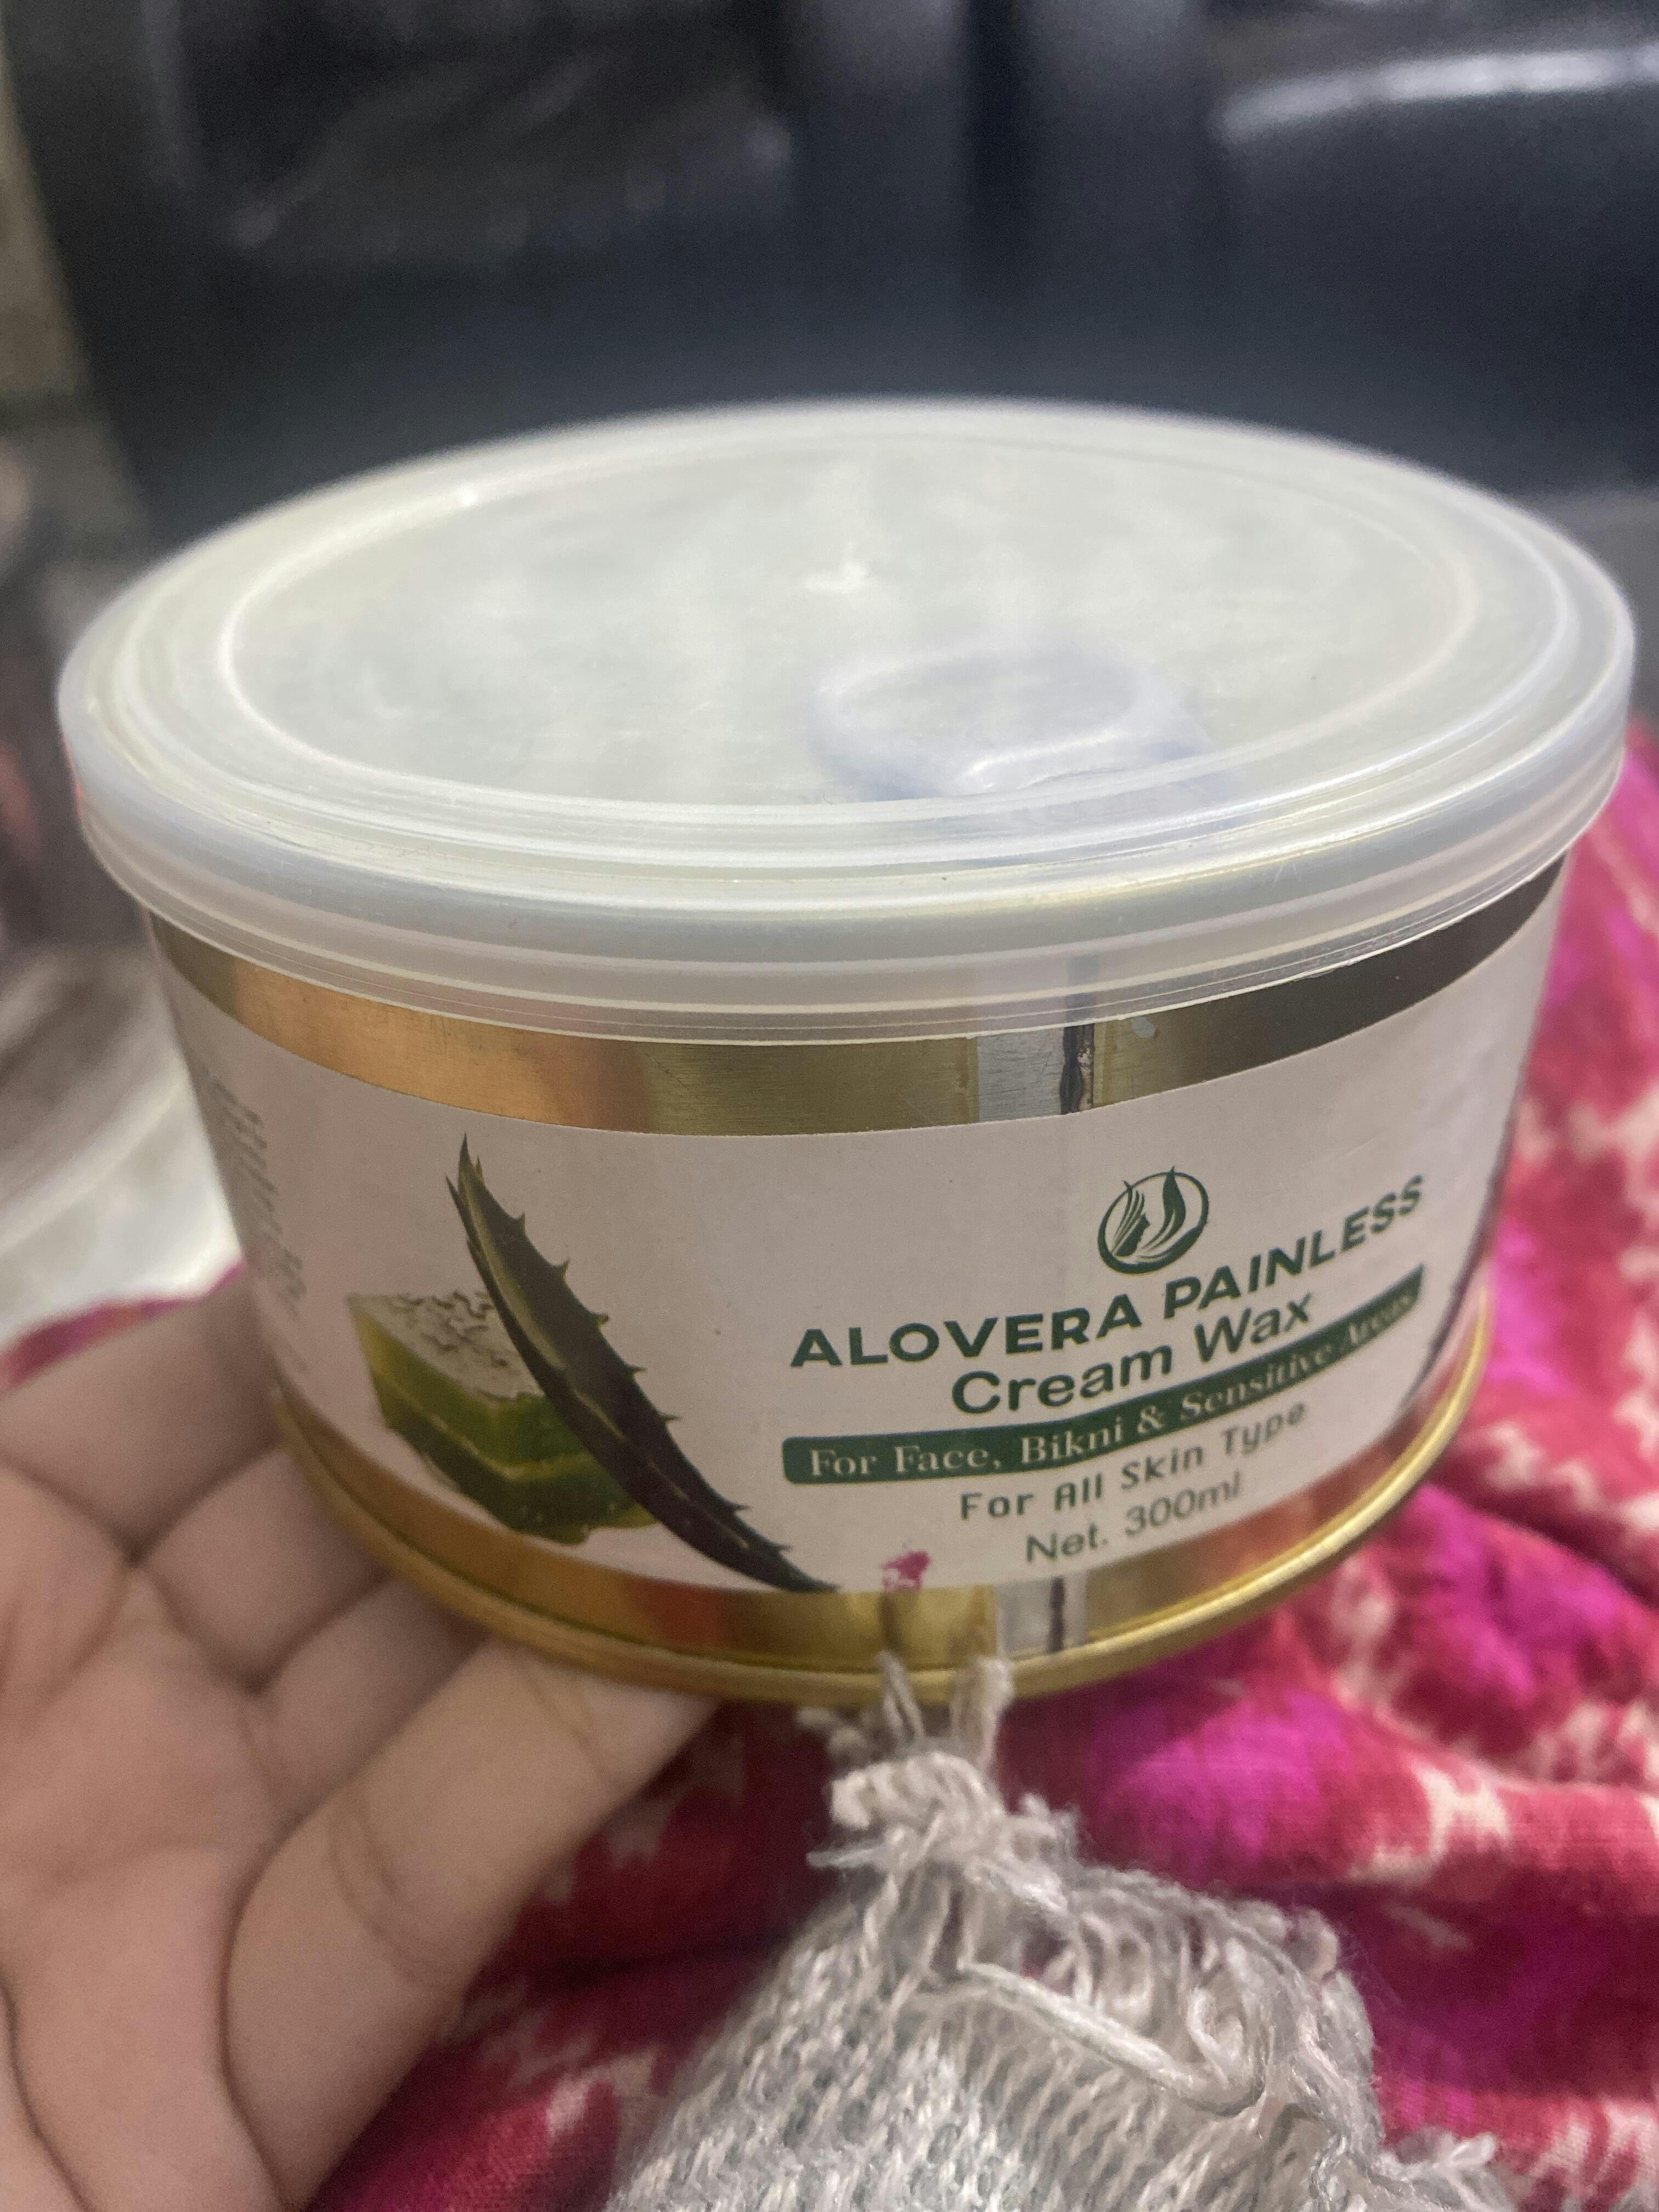 ALOVERA PAINLESS
Cream Wax
For Face, Bikni & Sensitive Areas
For All Skin Type
Net. 300ml